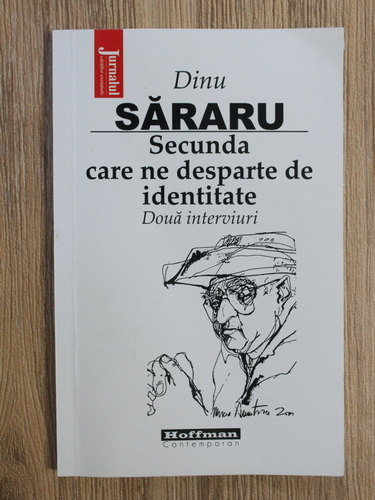 Jurnalul
Dinu
SĂRARU
Secunda
care ne desparte de
identitate
Două interviuri
Hoffman
Contemporan